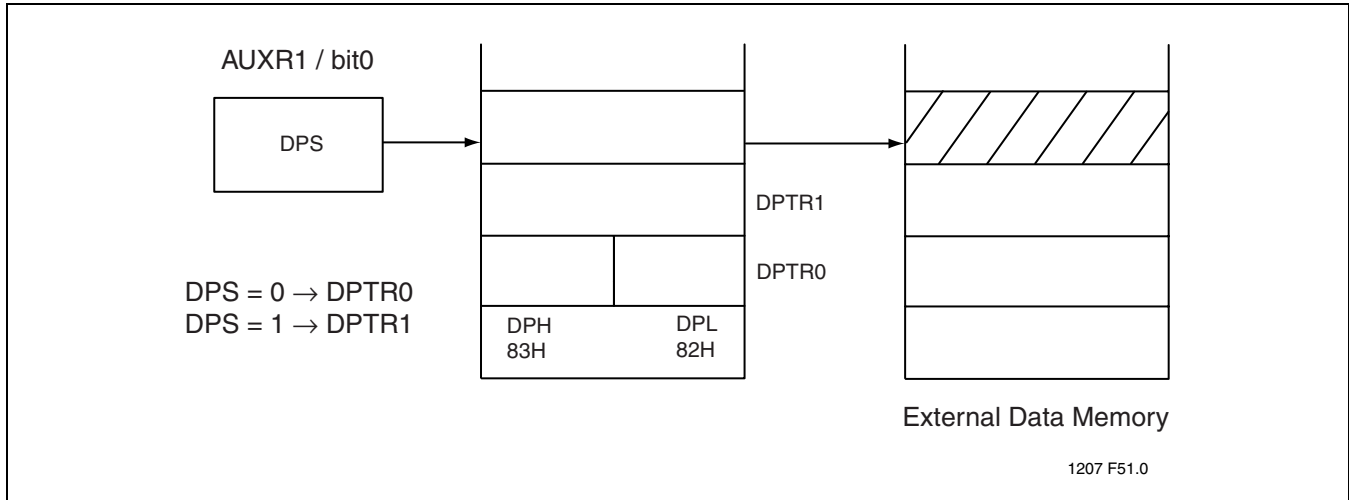 AUXR1 / bit0
DPS
DPTR1
DPTR0
DPS = 0 → DPTR0
DPS = 1 → DPTR1
DPH
83H
DPL
82H
External Data Memory
1207 F51.0